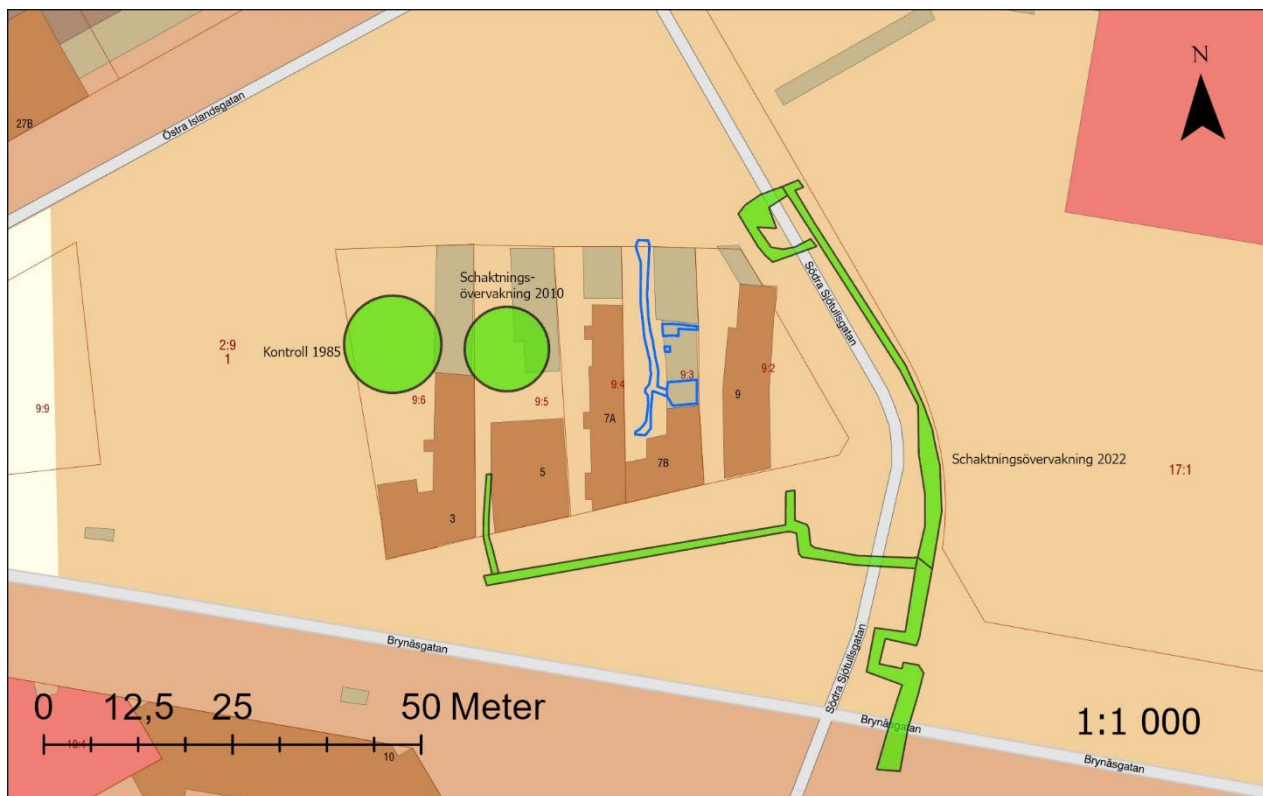 N
27B
Östra Islandsgatan
Södra Sjötullsgatan
Schaktnings-
övervakning 2010
2:9
1
Kontroll 1985
9:9
9:6
9:5
9:4
9:3
9:2
7A
9
7B
5
3
Schaktningsövervakning 2022
17:1
Brynäsgatan
Södra Sjötullsgatan
Brynäsgatan
Brynäsgatan
0 12,5 25 50 Meter
10:4
10
1:1 000